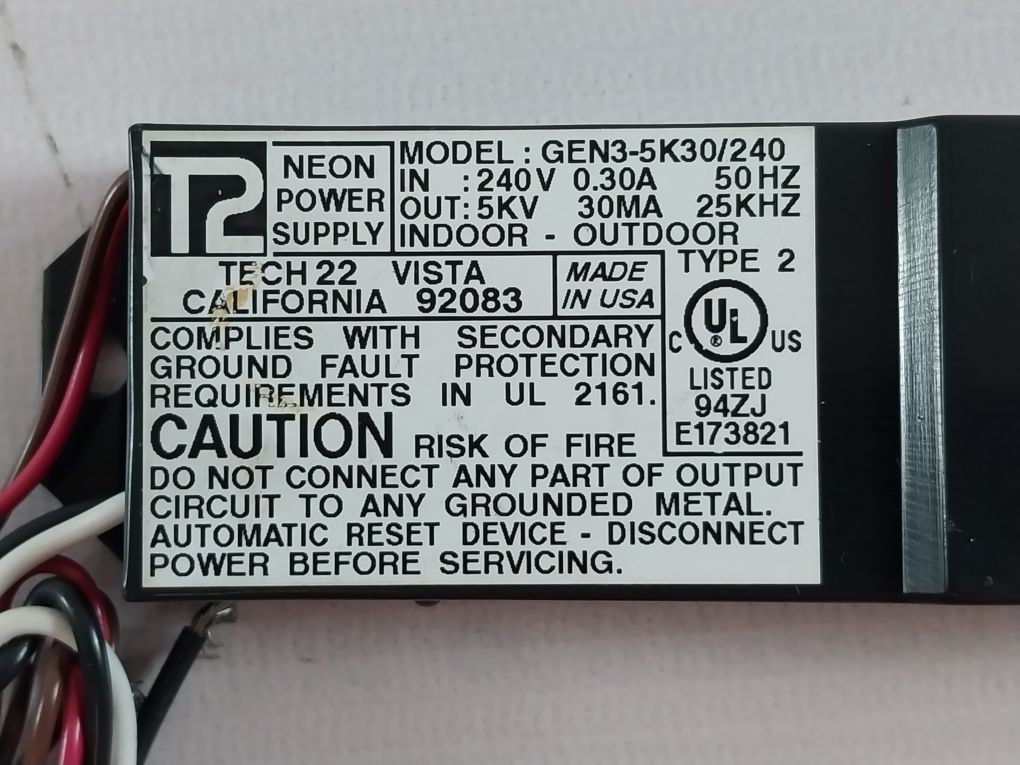 T2
NEON
POWER
SUPPLY
MODEL : GEN3-5K30/240
IN : 240V 0.30A 50 HZ
OUT: 5KV 30MA 25KHZ
INDOOR - OUTDOOR
TYPE 2
TECH 22 VISTA
CALIFORNIA 92083
MADE
IN USA
COMPLIES WITH SECONDARY
GROUND FAULT PROTECTION
REQUIREMENTS IN UL 2161.
C UL ® US
LISTED
94ZJ
E173821
CAUTION RISK OF FIRE
DO NOT CONNECT ANY PART OF OUTPUT
CIRCUIT TO ANY GROUNDED METAL.
AUTOMATIC RESET DEVICE - DISCONNECT
POWER BEFORE SERVICING.